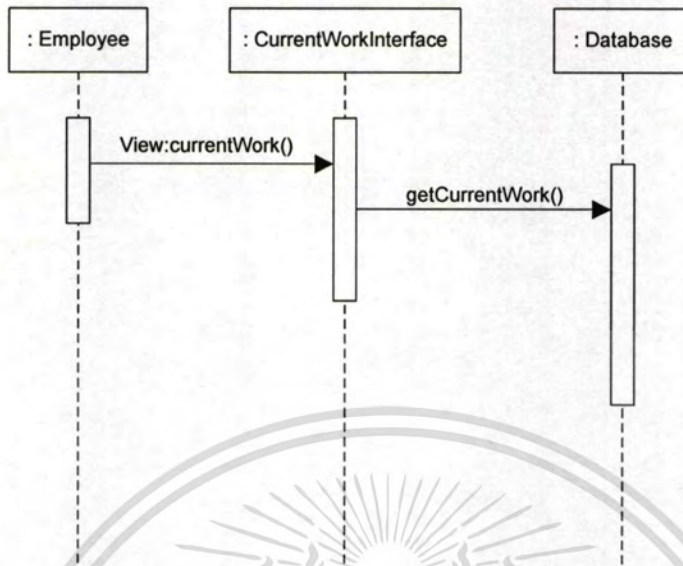 : Employee
: CurrentWorkInterface
: Database
View:currentWork()
getCurrentWork()